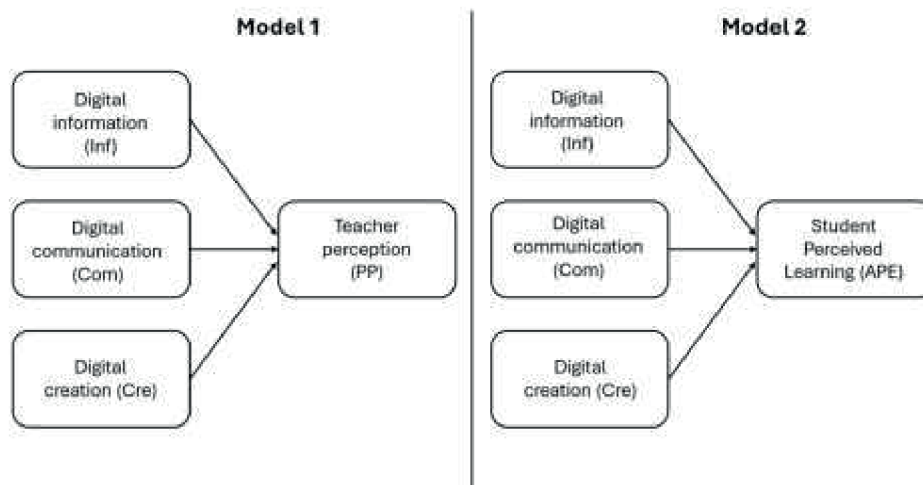 Model 1
Digital
information
(Inf)
Digital
communication
(Com)
Digital
creation (Cre)
Teacher
perception
(PP)
Model 2
Digital
information
(Inf)
Digital
communication
(Com)
Digital
creation (Cre)
Student
Perceived
Learning (APE)